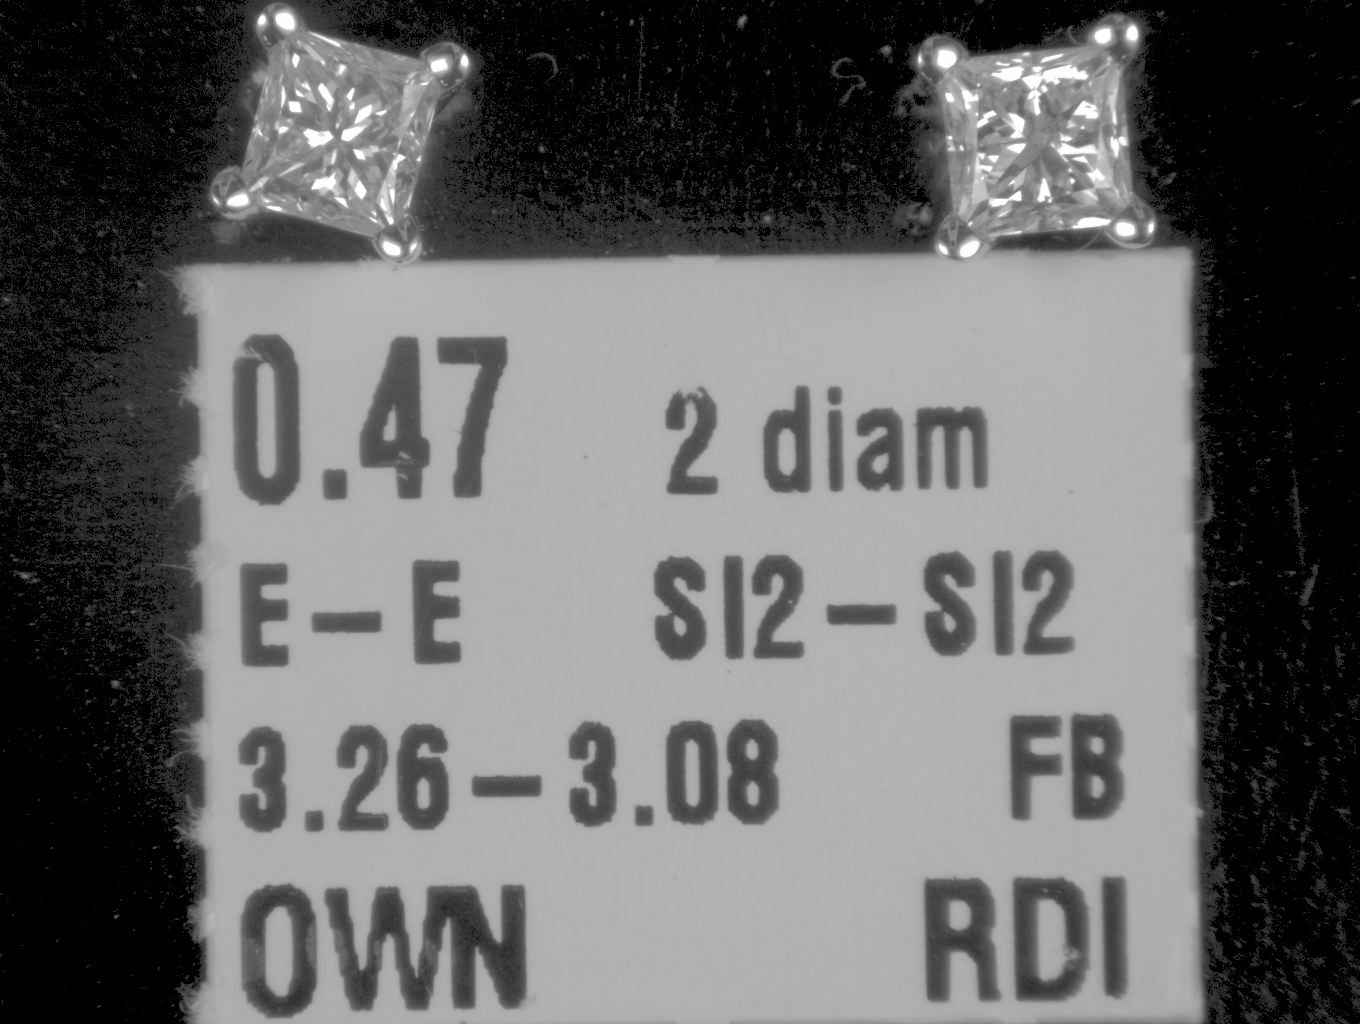 0.47 2 diam
E-E SI2-SI2
3.26-3.08 FB
OWN RDI